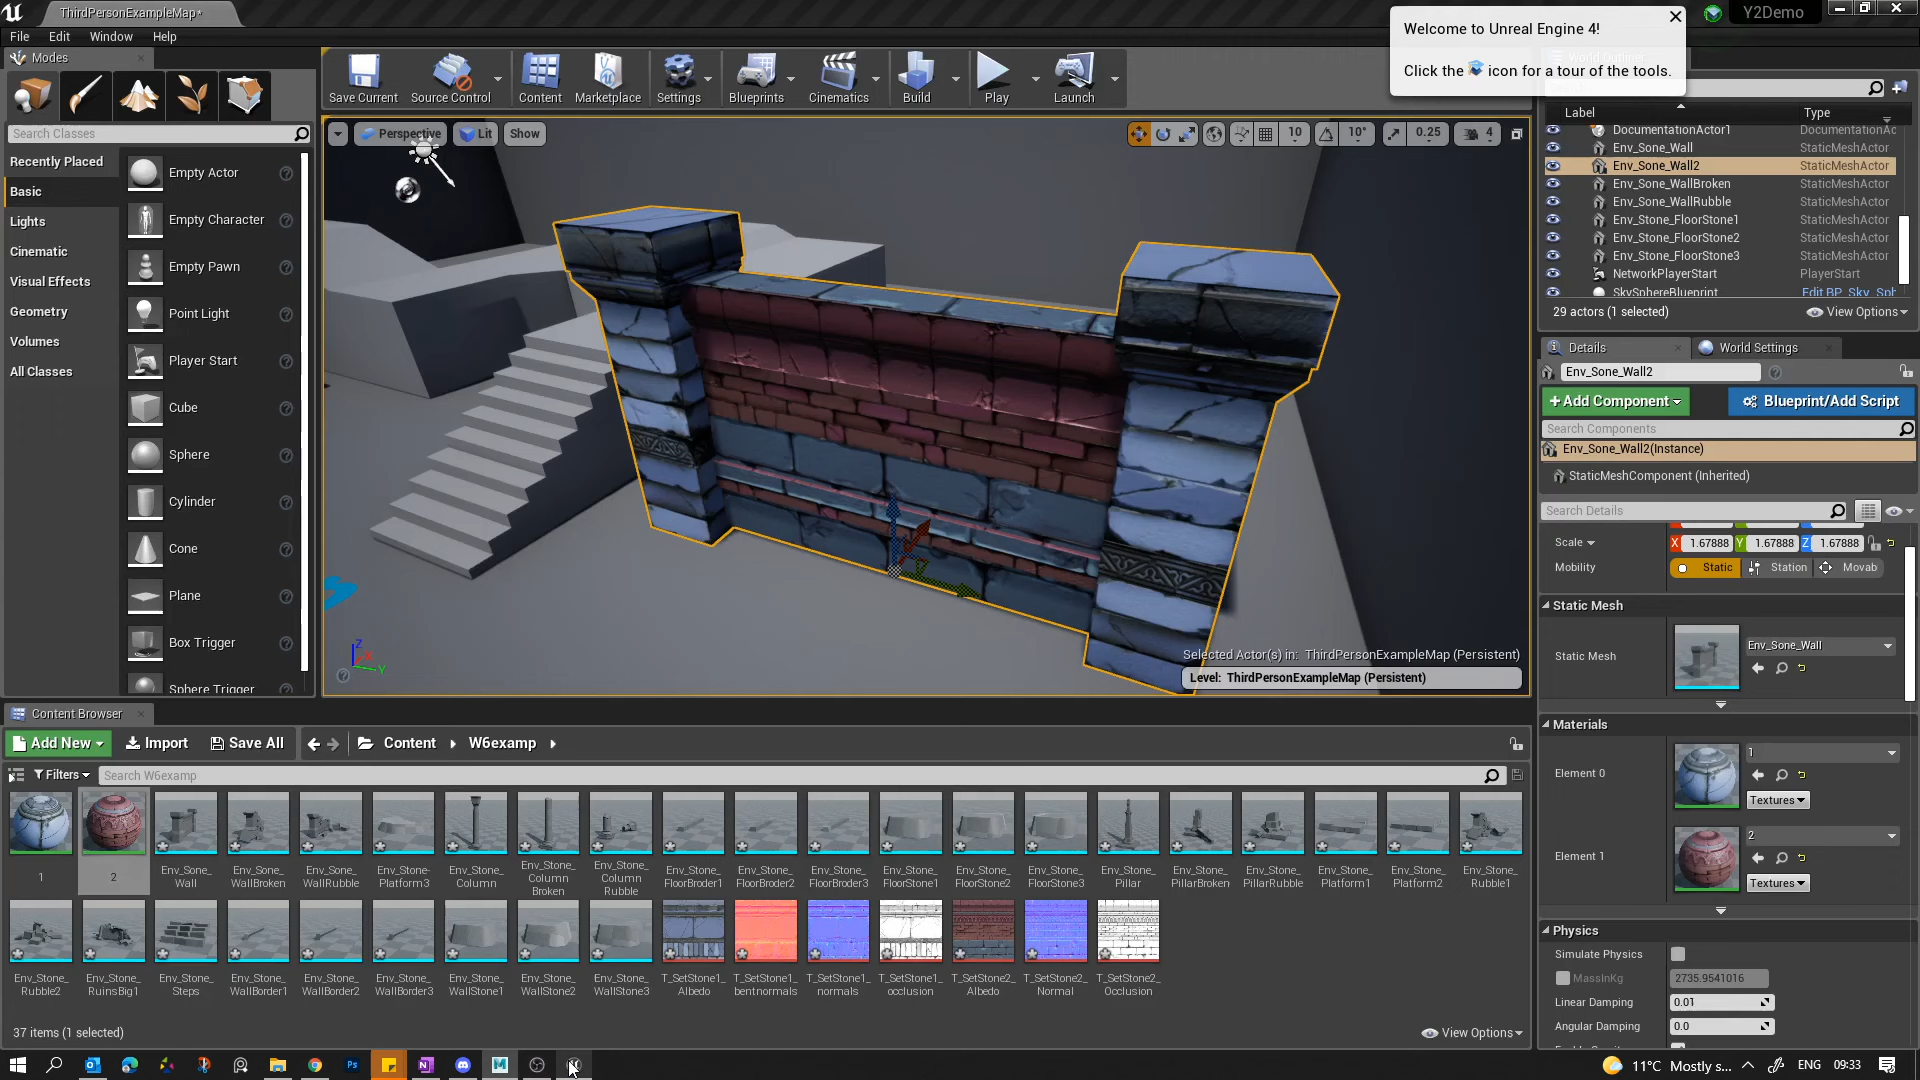 ThirdPersonExampleMap*
Y2Demo
File Edit Window Help
Welcome to Unreal Engine 4!
Click the icon for a tour of the tools.
Modes
Save Current
Source Control
Content
Marketplace
Settings
Blueprints
Cinematics
Build
Play
Launch
Search Classes
Recently Placed
Basic
Lights
Cinematic
Visual Effects
Geometry
Volumes
All Classes
Empty Actor
Empty Character
Empty Pawn
Point Light
Player Start
Cube
Sphere
Cylinder
Cone
Plane
Box Trigger
Sphere Trigger
Perspective
Lit
Show
10
10°
0.25
4
Z
X
Y
Selected Actor(s) in: ThirdPersonExampleMap (Persistent)
Level: ThirdPersonExampleMap (Persistent)
Label Type
DocumentationActor1 DocumentationAc
Env_Sone_Wall StaticMeshActor
Env_Sone_Wall2 StaticMeshActor
Env_Sone_WallBroken StaticMeshActor
Env_Sone_WallRubble StaticMeshActor
Env_Stone_FloorStone1 StaticMeshActor
Env_Stone_FloorStone2 StaticMeshActor
Env_Stone_FloorStone3 StaticMeshActor
NetworkPlayerStart PlayerStart
SkySphereBlueprint Edit BP_Sky_Sph
29 actors (1 selected)
View Options
Details
World Settings
Env_Sone_Wall2
+Add Component
Blueprint/Add Script
Search Components
Env_Sone_Wall2(Instance)
StaticMeshComponent (Inherited)
Search Details
Scale X 1.67888 Y 1.67888 Z 1.67888
Mobility Static Station Movab
Static Mesh
Static Mesh Env_Sone_Wall
Materials
Element 0 1
Textures
Element 1 2
Textures
Physics
Simulate Physics
MassInKg 2735.9541016
Linear Damping 0.01
Angular Damping 0.0
Content Browser
Add New
Import
Save All
Content
W6examp
Filters
Search W6examp
1
2
Env_Sone_
Wall
Env_Sone_
WallBroken
Env_Sone_
WallRubble
Env_Stone-
Platform3
Env_Stone_
Column
Env_Stone_
Column
Broken
Env_Stone_
Column
Rubble
Env_Stone_
FloorBroder1
Env_Stone_
FloorBroder2
Env_Stone_
FloorBroder3
Env_Stone_
FloorStone1
Env_Stone_
FloorStone2
Env_Stone_
FloorStone3
Env_Stone_
Pillar
Env_Stone_
PillarBroken
Env_Stone_
PillarRubble
Env_Stone_
Platform1
Env_Stone_
Platform2
Env_Stone_
Rubble1
Env_Stone_
Rubble2
Env_Stone_
RuinsBig1
Env_Stone_
Steps
Env_Stone_
WallBorder1
Env_Stone_
WallBorder2
Env_Stone_
WallBorder3
Env_Stone_
WallStone1
Env_Stone_
WallStone2
Env_Stone_
WallStone3
T_SetStone1_
Albedo
T_SetStone1_
bentnormals
T_SetStone1_
normals
T_SetStone1_
occlusion
T_SetStone2_
Albedo
T_SetStone2_
Normal
T_SetStone2_
Occlusion
37 items (1 selected)
View Options
11°C Mostly s... ENG 09:33